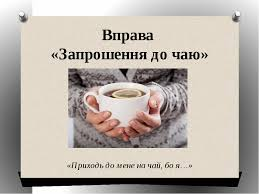 Вправа
«Запрошення до чаю»
«Приходь до мене на чай, бо я…»